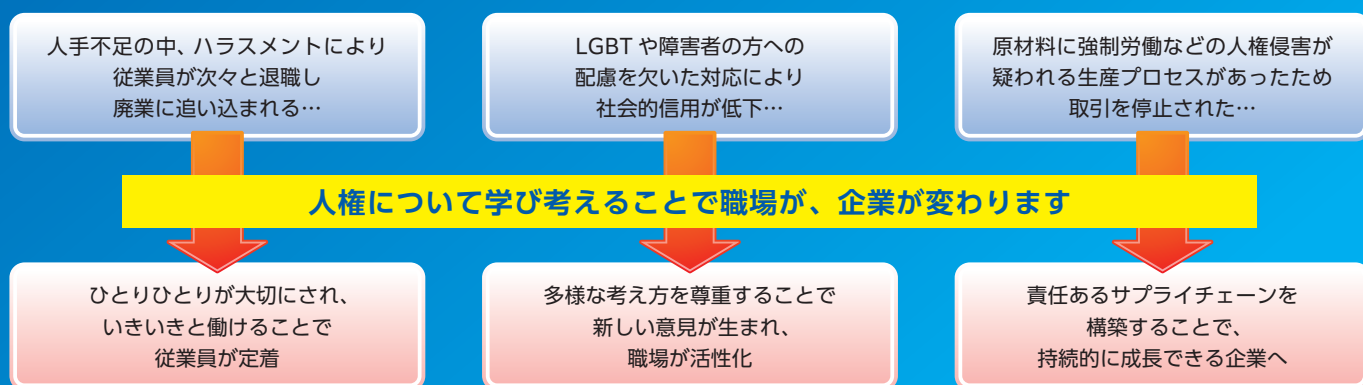 人手不足の中、ハラスメントにより
従業員が次々と退職し
廃業に追い込まれる…
LGBT や障害者の方への
配慮を欠いた対応により
社会的信用が低下…
原材料に強制労働などの人権侵害が
疑われる生産プロセスがあったため
取引を停止された…
人権について学び考えることで職場が、企業が変わります
ひとりひとりが大切にされ、
いきいきと働けることで
従業員が定着
多様な考え方を尊重することで
新しい意見が生まれ、
職場が活性化
責任あるサプライチェーンを
構築することで、
持続的に成長できる企業へ